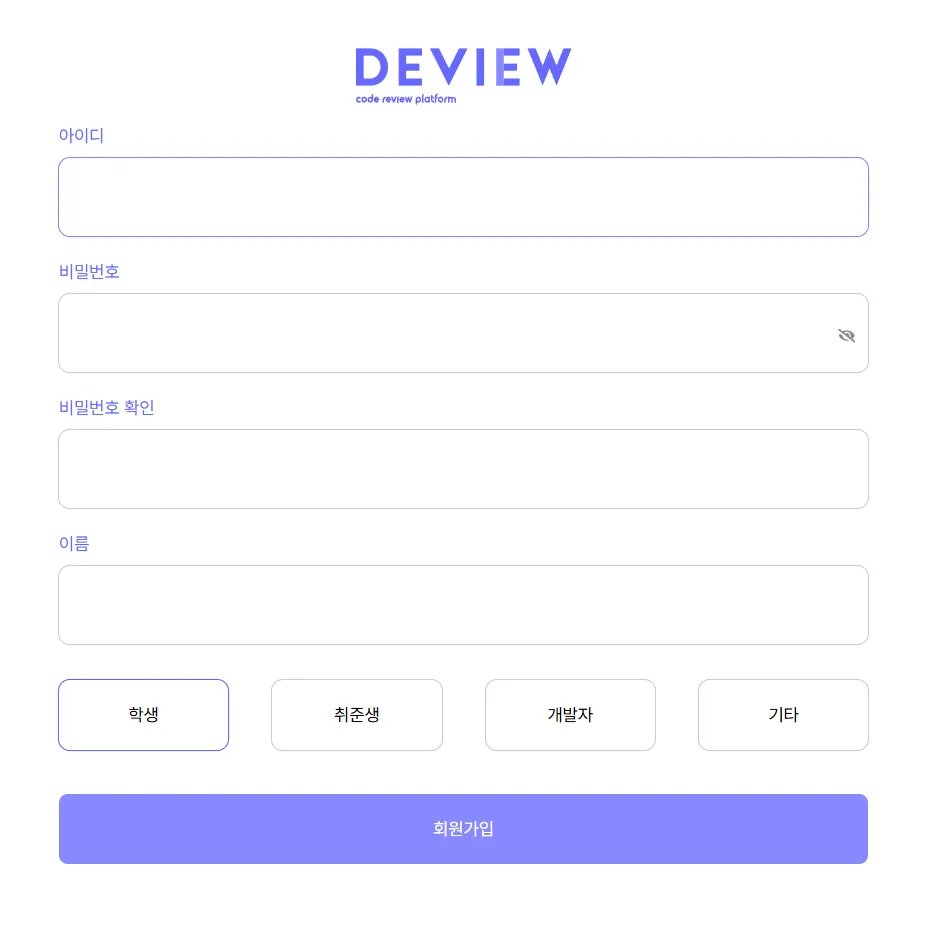 DEVIEW
code review platform
아이디
비밀번호
비밀번호 확인
이름
학생 취준생 개발자 기타
회원가입